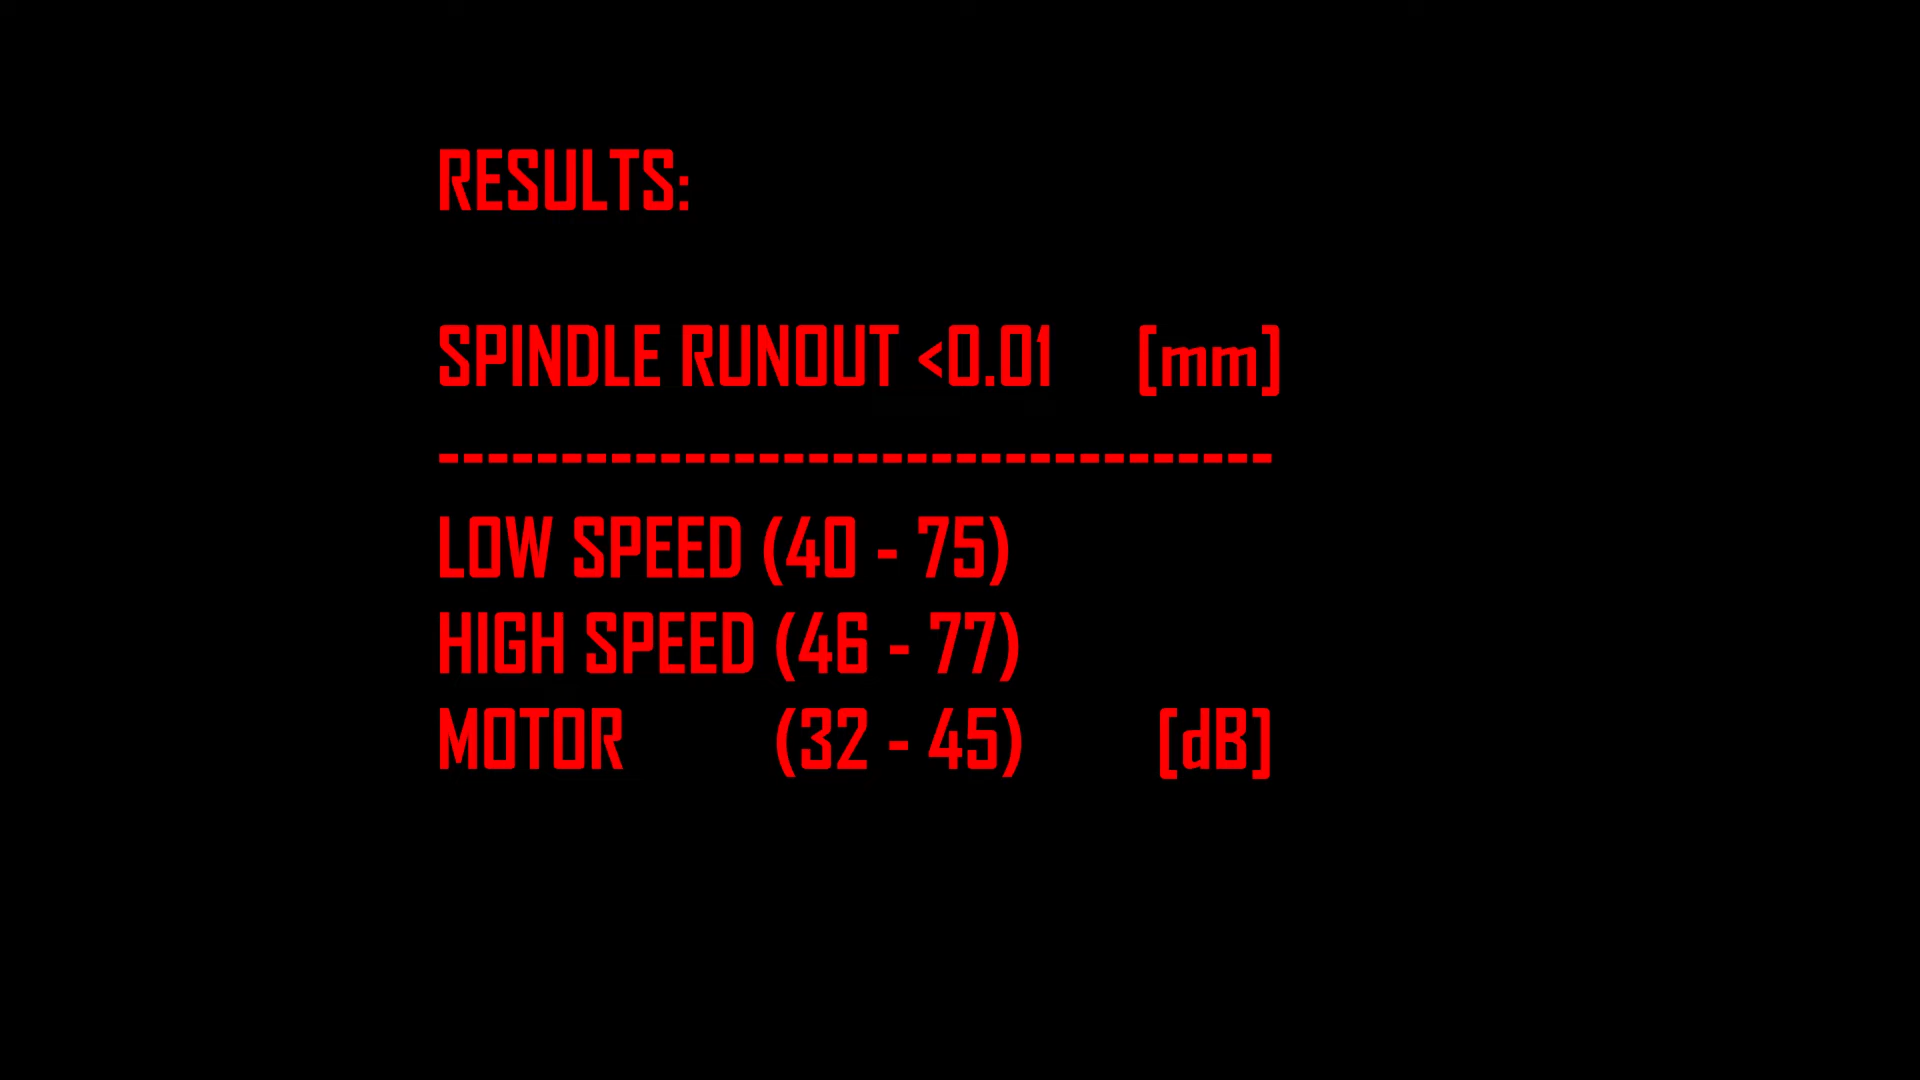 RESULTS:
SPINDLE RUNOUT <0.01 [mm]
----------------------------------
LOW SPEED (40 - 75)
HIGH SPEED (46 - 77)
MOTOR (32 - 45) [dB]